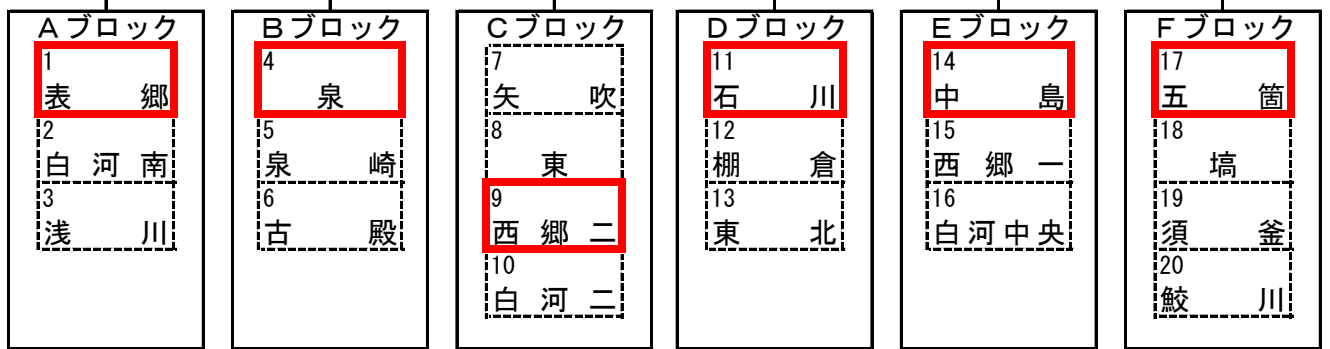 Aブロック
1
表郷
2
白河南
3
浅川
Bブロック
4
泉
5
泉崎
6
古殿
Cブロック
7
矢吹
8
東
9
西郷二
10
白河二
Dブロック
11
石川
12
棚倉
13
東北
Eブロック
14
中島
15
西郷一
16
白河中央
Fブロック
17
五箇
18
塙
19
須釜
20
鮫川